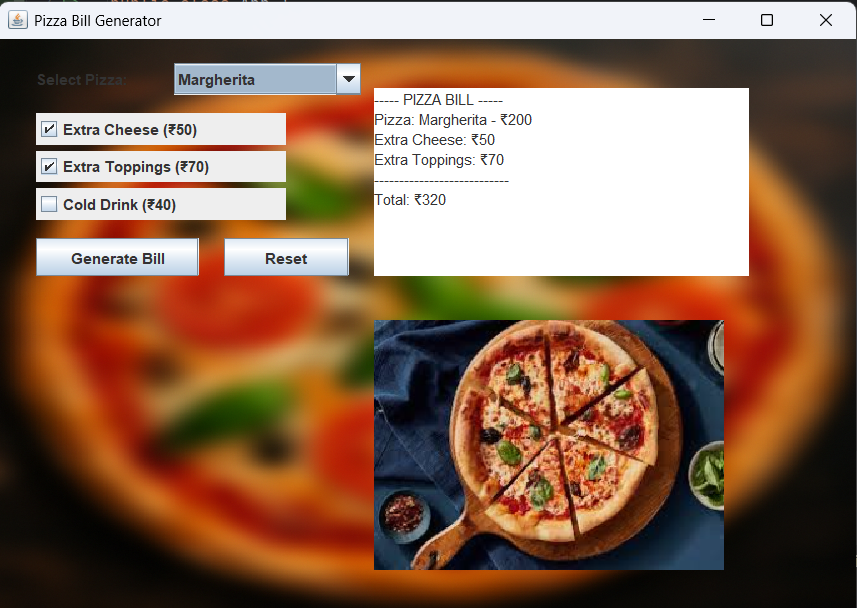 Pizza Bill Generator
Select Pizza:
Margherita
Extra Cheese (₹50)
Extra Toppings (₹70)
Cold Drink (₹40)
Generate Bill
Reset
----- PIZZA BILL -----
Pizza: Margherita - ₹200
Extra Cheese: ₹50
Extra Toppings: ₹70
---------------------------
Total: ₹320